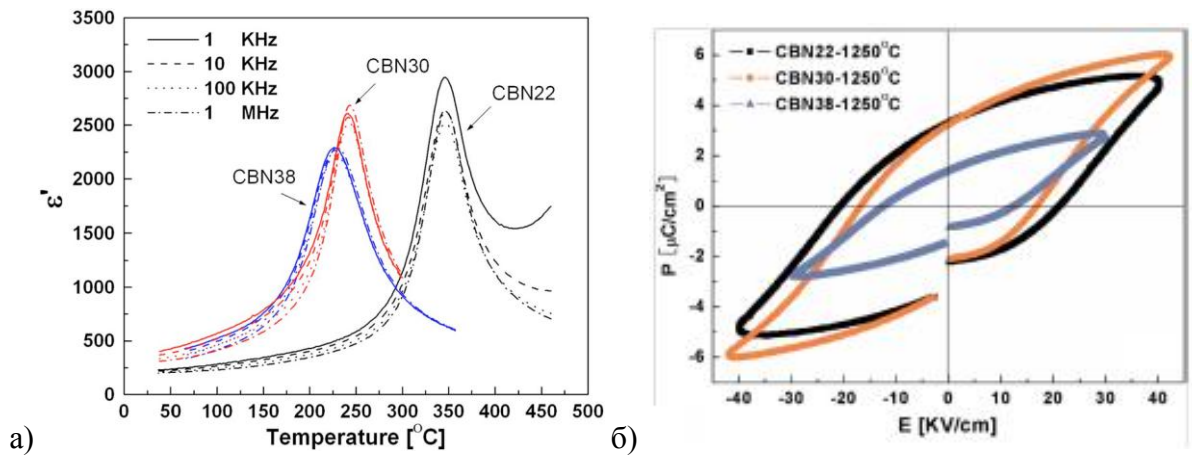 3500
3000
2500
2000
1500
1000
500
0
ε'
1 KHz
10 KHz
100 KHz
1 MHz
CBN30
CBN22
CBN38
0 50 100 150 200 250 300 350 400 450 500
Temperature [°C]
а)
CBN22-1250°C
CBN30-1250°C
CBN38-1250°C
6
4
2
0
-2
-4
-6
P [µC/cm²]
-40 -30 -20 -10 0 10 20 30 40
E [KV/cm]
б)